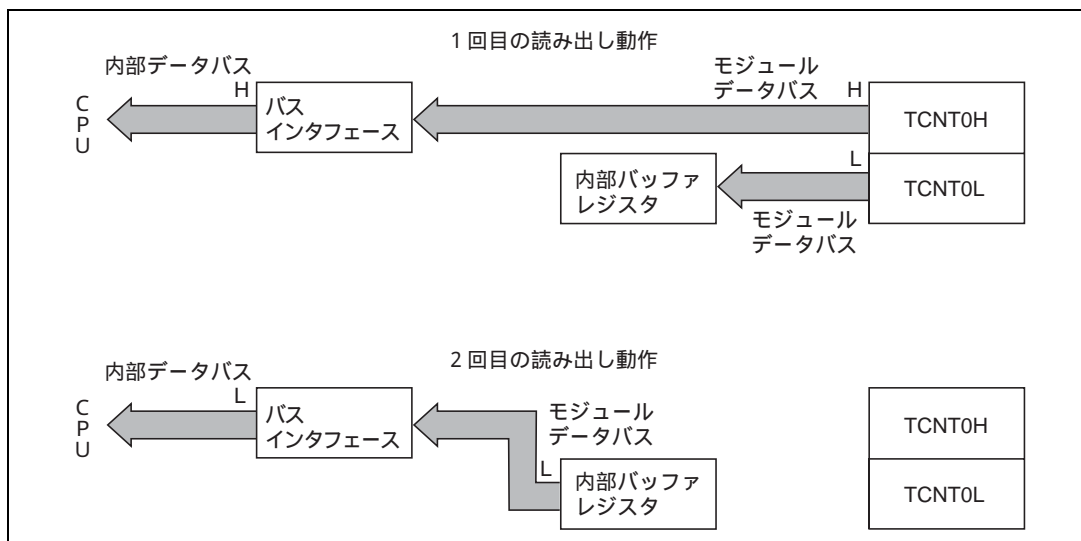 1回目の読み出し動作
内部データバス
H
CPU
バス
インタフェース
モジュール
データバス
H
TCNT0H
L
TCNT0L
内部バッファ
レジスタ
モジュール
データバス
2回目の読み出し動作
内部データバス
L
CPU
バス
インタフェース
モジュール
データバス
L
内部バッファ
レジスタ
TCNT0H
TCNT0L